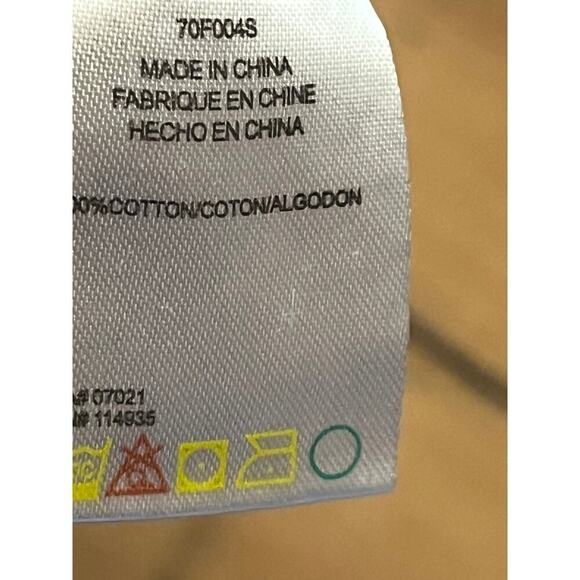 70F004S
MADE IN CHINA
FABRIQUE EN CHINE
HECHO EN CHINA
00%COTTON/COTON/ALGODON
# 07021
# 114935